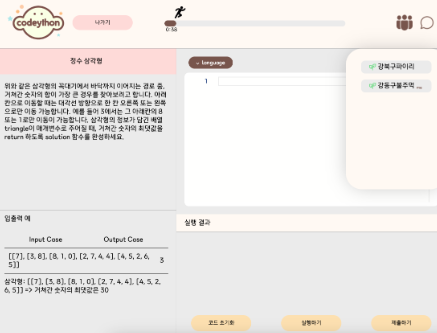 codeython
나가기
0:38
정수 삼각형
위와 같은 삼각형의 꼭대기에서 바닥까지 이어지는 경로 중,
거쳐간 숫자의 합이 가장 큰 경우를 찾아보려고 합니다. 아래
칸으로 이동할 때는 대각선 방향으로 한 칸 오른쪽 또는 왼쪽
으로만 이동 가능합니다. 예를 들어 3에서는 그 아래칸의 8
또는 1로만 이동이 가능합니다. 삼각형의 정보가 담긴 배열
triangle이 매개변수로 주어질 때, 거쳐간 숫자의 최댓값을
return 하도록 solution 함수를 완성하세요.
language
1
강북구파이리
강동구불주먹
입출력 예
Input Case Output Case
[[7], [3, 8], [8, 1, 0], [2, 7, 4, 4], [4, 5, 2, 6, 5]] 3
삼각형: [[7], [3, 8], [8, 1, 0], [2, 7, 4, 4], [4, 5, 2,
6, 5]] => 거쳐간 숫자의 최댓값은 30
실행 결과
코드 초기화
실행하기
제출하기